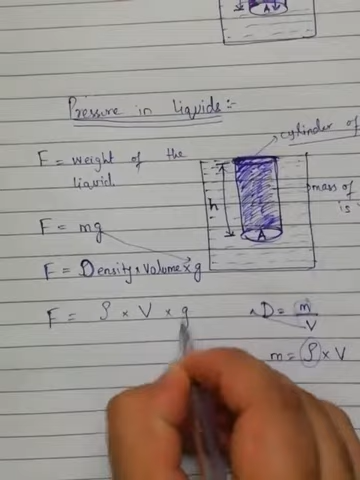 A
Pressure in liquids :-
cylinder of
F = weight of the
liquid.
h
mass of
is
A
F = mg
F = Density × Volume × g
F = ρ × V × g
D = m/V
m = ρ × V